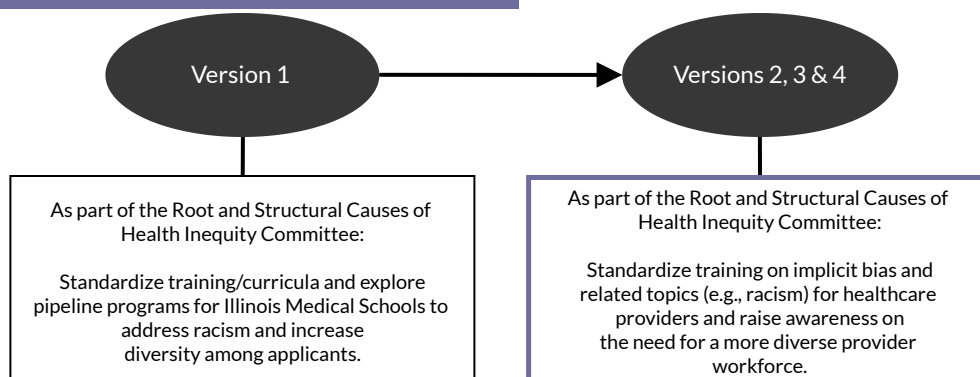 Version 1
Versions 2, 3 & 4
As part of the Root and Structural Causes of
Health Inequity Committee:
Standardize training/curricula and explore
pipeline programs for Illinois Medical Schools to
address racism and increase
diversity among applicants.
As part of the Root and Structural Causes of
Health Inequity Committee:
Standardize training on implicit bias and
related topics (e.g., racism) for healthcare
providers and raise awareness on
the need for a more diverse provider
workforce.